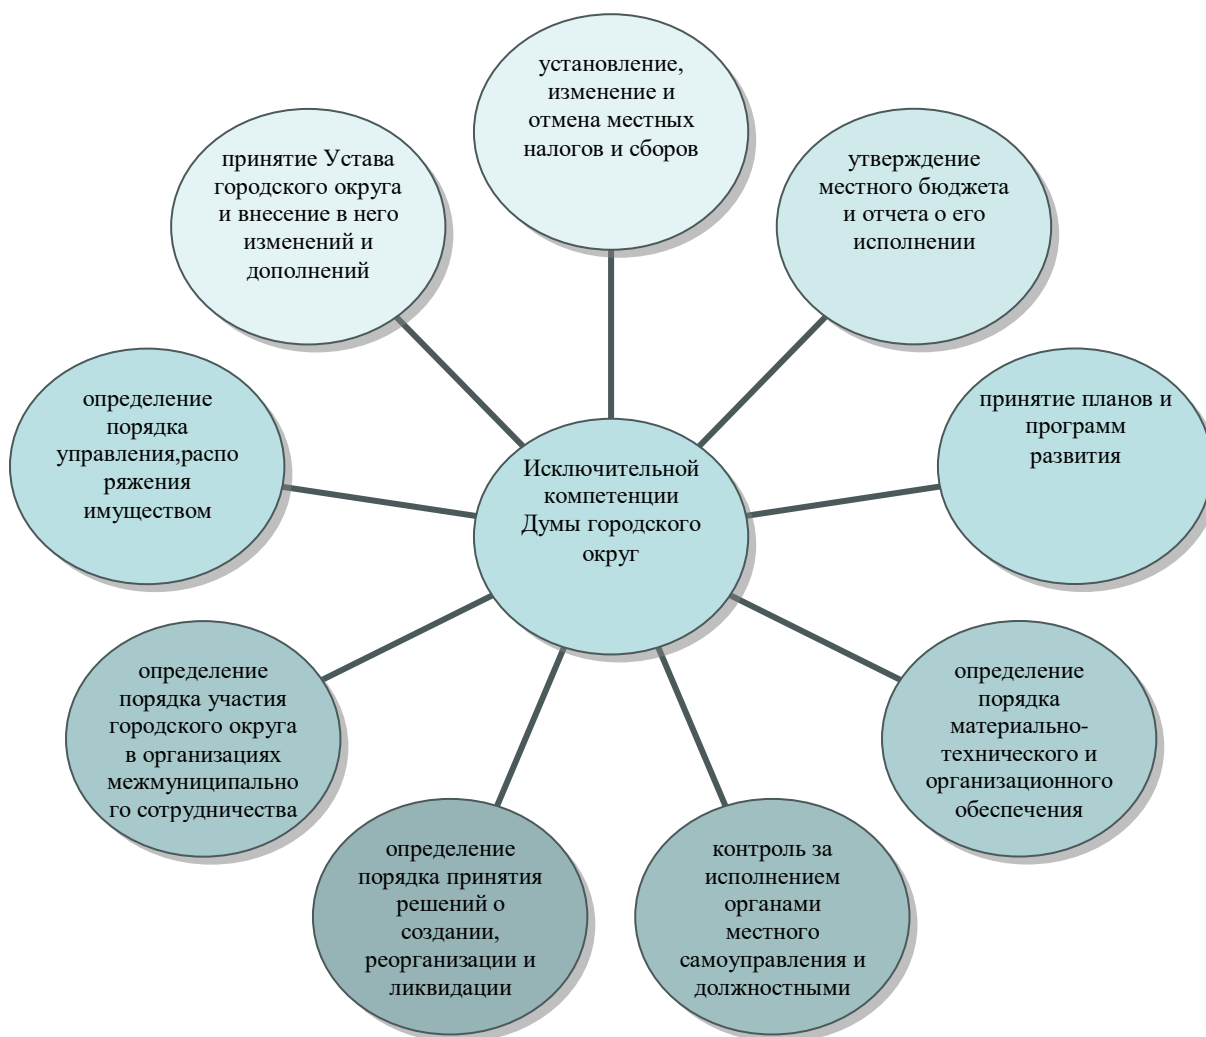 установление,
изменение и
отмена местных
налогов и сборов
принятие Устава
городского округа
и внесение в него
изменений и
дополнений
утверждение
местного бюджета
и отчета о его
исполнении
определение
порядка
управления,распо
ряжения
имуществом
принятие планов и
программ
развития
Исключительной
компетенции
Думы городского
округ
определение
порядка участия
городского округа
в организациях
межмуниципально
го сотрудничества
определение
порядка
материально-
технического и
организационного
обеспечения
определение
порядка принятия
решений о
создании,
реорганизации и
ликвидации
контроль за
исполнением
органами
местного
самоуправления и
должностными